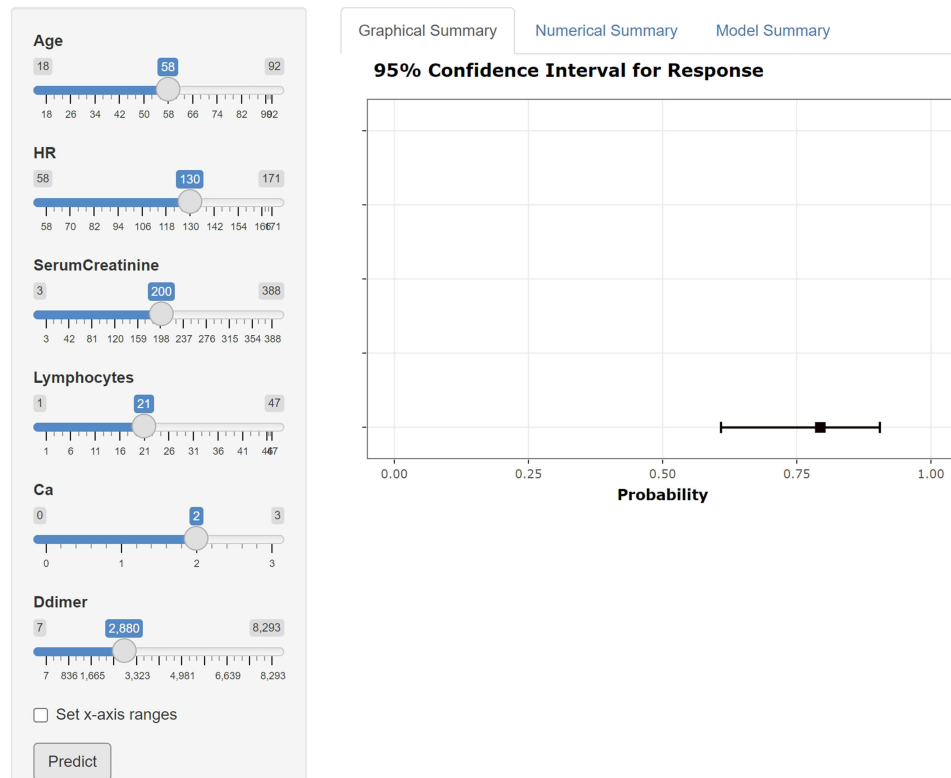 Age
18 58 92
18 26 34 42 50 58 66 74 82 90 92
HR
58 130 171
58 70 82 94 106 118 130 142 154 166 171
SerumCreatinine
3 200 388
3 42 81 120 159 198 237 276 315 354 388
Lymphocytes
1 21 47
1 6 11 16 21 26 31 36 41 46 47
Ca
0 2 3
0 1 2 3
Ddimer
7 2,880 8,293
7 836 1,665 3,323 4,981 6,639 8,293
Set x-axis ranges
Predict
Graphical Summary Numerical Summary Model Summary
95% Confidence Interval for Response
0.00 0.25 0.50 0.75 1.00
Probability